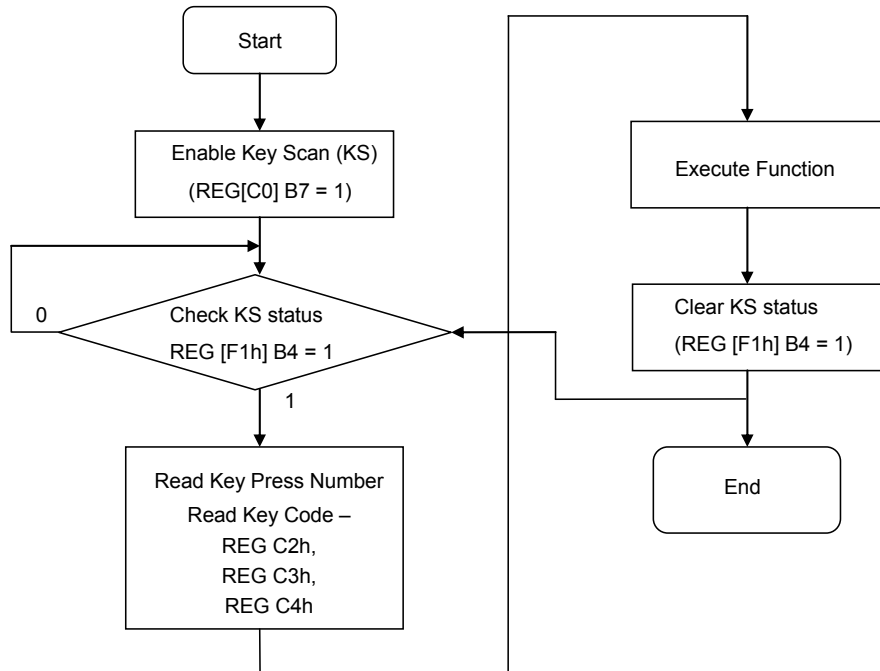 Start
Enable Key Scan (KS)
(REG[C0] B7 = 1)
0
Check KS status
REG [F1h] B4 = 1
1
Read Key Press Number
Read Key Code –
REG C2h,
REG C3h,
REG C4h
Execute Function
Clear KS status
(REG [F1h] B4 = 1)
End